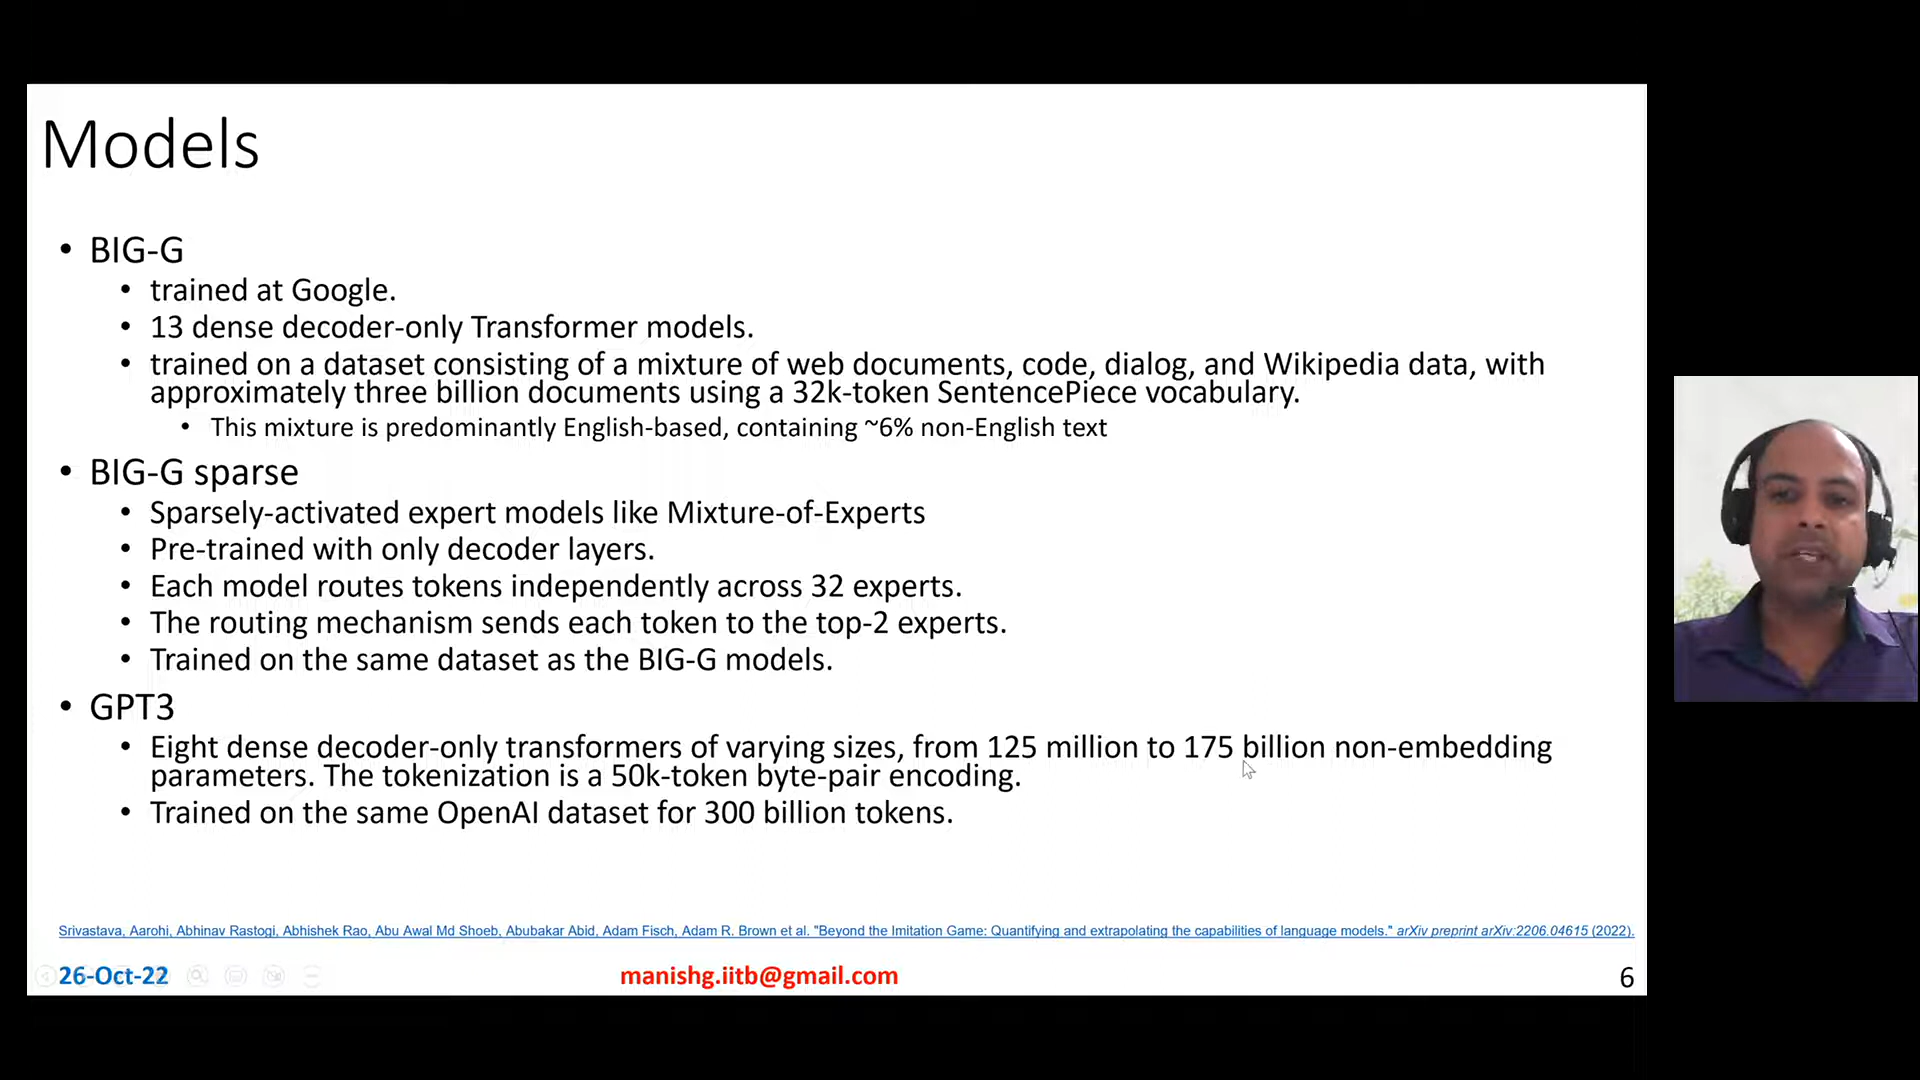 Models
• BIG-G
• trained at Google.
• 13 dense decoder-only Transformer models.
• trained on a dataset consisting of a mixture of web documents, code, dialog, and Wikipedia data, with
approximately three billion documents using a 32k-token SentencePiece vocabulary.
• This mixture is predominantly English-based, containing ~6% non-English text
• BIG-G sparse
• Sparsely-activated expert models like Mixture-of-Experts
• Pre-trained with only decoder layers.
• Each model routes tokens independently across 32 experts.
• The routing mechanism sends each token to the top-2 experts.
• Trained on the same dataset as the BIG-G models.
• GPT3
• Eight dense decoder-only transformers of varying sizes, from 125 million to 175 billion non-embedding
parameters. The tokenization is a 50k-token byte-pair encoding.
• Trained on the same OpenAI dataset for 300 billion tokens.
Srivastava, Aarohi, Abhinav Rastogi, Abhishek Rao, Abu Awal Md Shoeb, Abubakar Abid, Adam Fisch, Adam R. Brown et al. "Beyond the Imitation Game: Quantifying and extrapolating the capabilities of language models." arXiv preprint arXiv:2206.04615 (2022).
26-Oct-22
manishg.iitb@gmail.com
6